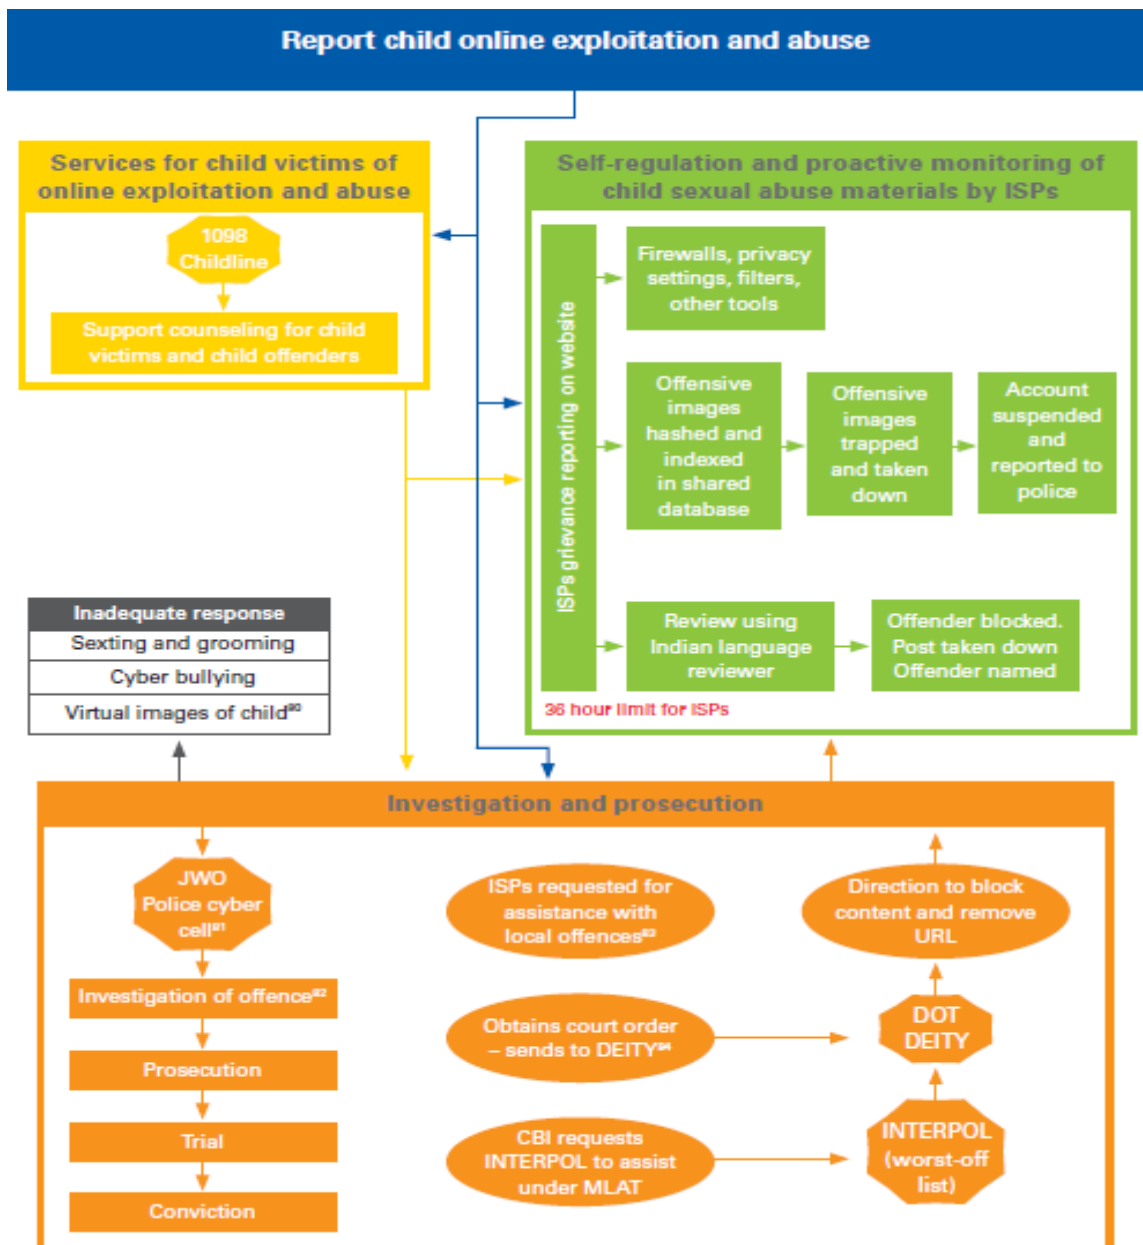 Report child online exploitation and abuse
Services for child victims of
online exploitation and abuse
1098
Childline
Support counseling for child
victims and child offenders
Self-regulation and proactive monitoring of
child sexual abuse materials by ISPs
ISPs grievance reporting on website
Firewalls, privacy
settings, filters,
other tools
Offensive
images
hashed and
indexed
in shared
database
Offensive
images
trapped
and taken
down
Account
suspended
and
reported to
police
Review using
Indian language
reviewer
Offender blocked.
Post taken down
Offender named
36 hour limit for ISPs
Inadequate response
Sexting and grooming
Cyber bullying
Virtual images of child⁸⁰
Investigation and prosecution
JWO
Police cyber
cell⁸¹
Investigation of offence⁸²
Prosecution
Trial
Conviction
ISPs requested for
assistance with
local offences⁸³
Obtains court order
– sends to DEITY⁸⁴
CBI requests
INTERPOL to assist
under MLAT
Direction to block
content and remove
URL
DOT
DEITY
INTERPOL
(worst-off
list)